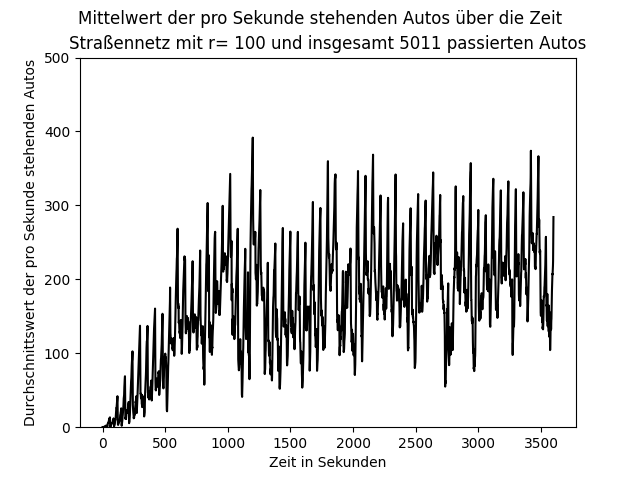 Mittelwert der pro Sekunde stehenden Autos über die Zeit
Straßennetz mit r= 100 und insgesamt 5011 passierten Autos
Durchschnittswert der pro Sekunde stehenden Autos
500
400
300
200
100
0
0 500 1000 1500 2000 2500 3000 3500
Zeit in Sekunden